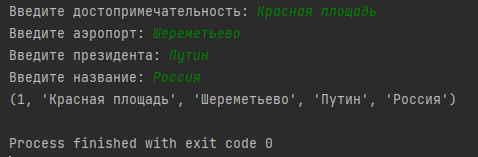 Введите достопримечательность: Красная площадь
Введите аэропорт: Шереметьево
Введите президента: Путин
Введите название: Россия
(1, 'Красная площадь', 'Шереметьево', 'Путин', 'Россия')
Process finished with exit code 0